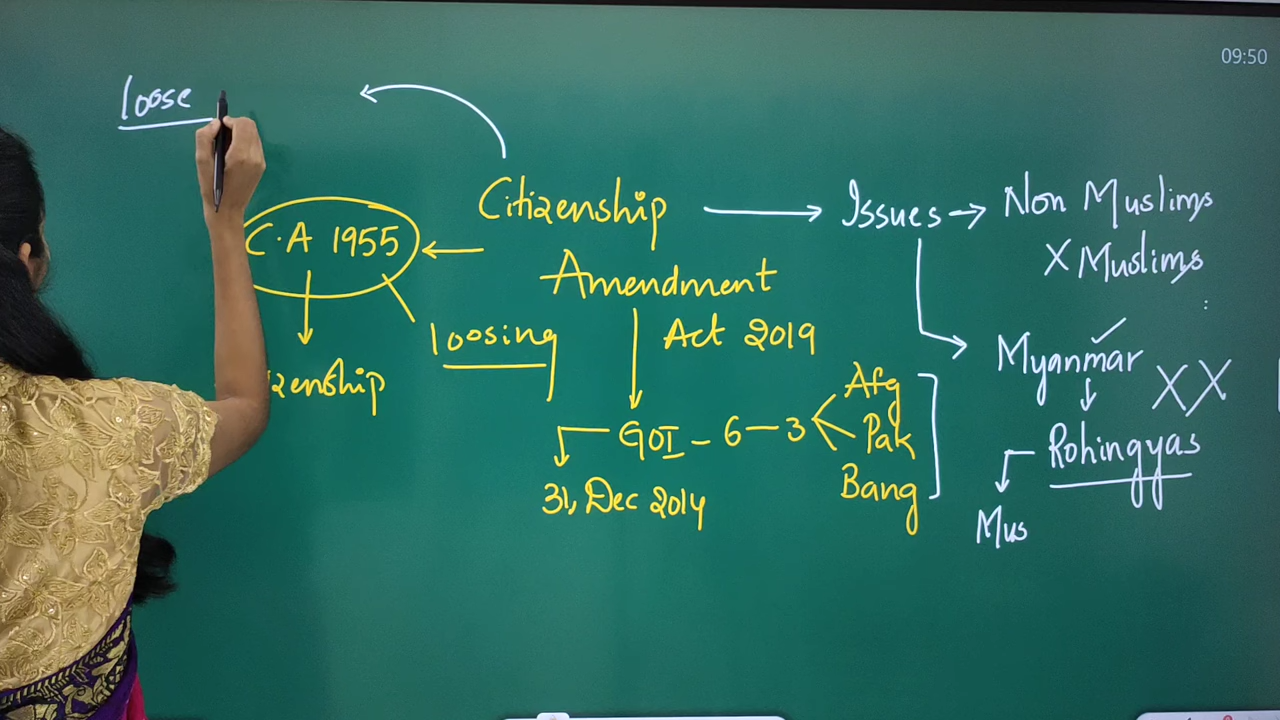 09:50
loose
Citizenship
Amendment
Act 2019
C.A 1955
zenship
loosing
GOI - 6 - 3
Afg
Pak
Bang
31, Dec 2014
Issues
Non Muslims
X Muslims
Myanmar ✓
XX
Rohingyas
Mus